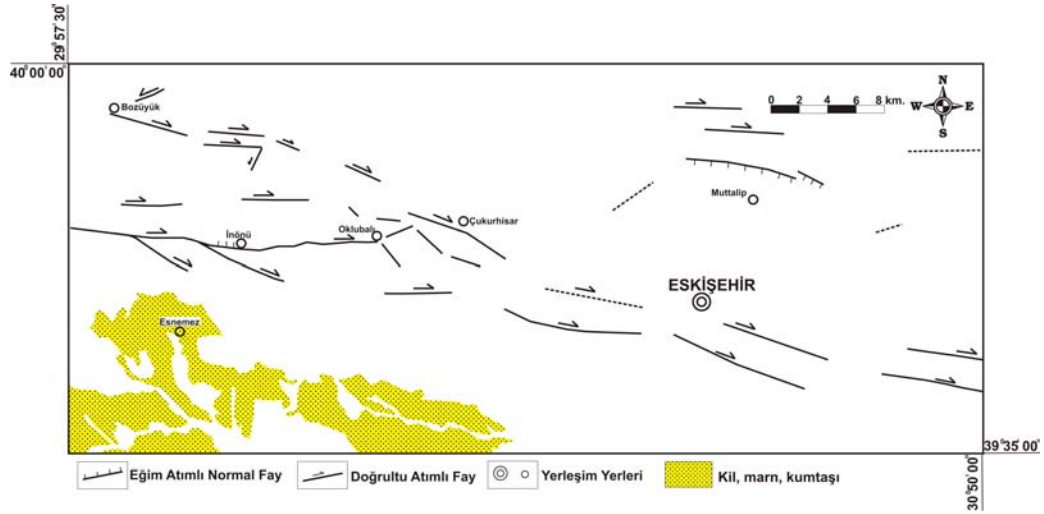 29°57'30"
40°00'00"
N
W E
S
0 2 4 6 8 km.
Bozüyük
Muttalip
Çukurhisar
İnönü
Oklubalı
ESKİŞEHİR
Esnemez
39°35 00"
30°50 00"
Eğim Atımlı Normal Fay
Doğrultu Atımlı Fay
Yerleşim Yerleri
Kil, marn, kumtaşı